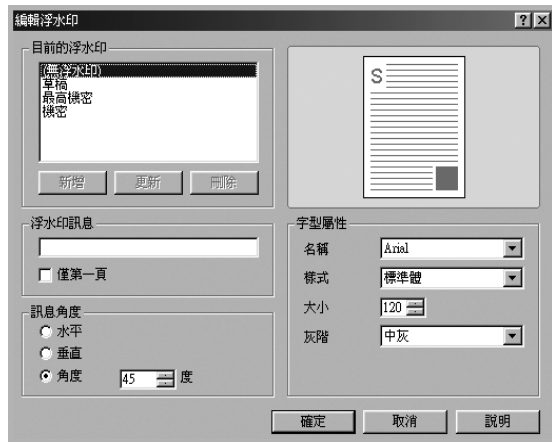 編輯浮水印
目前的浮水印
(無浮水印)
草稿
最高機密
機密
新增 更新 刪除
S
浮水印訊息
僅第一頁
訊息角度
水平
垂直
角度 45 度
字型屬性
名稱 Arial
樣式 標準體
大小 120
灰階 中灰
確定 取消 說明